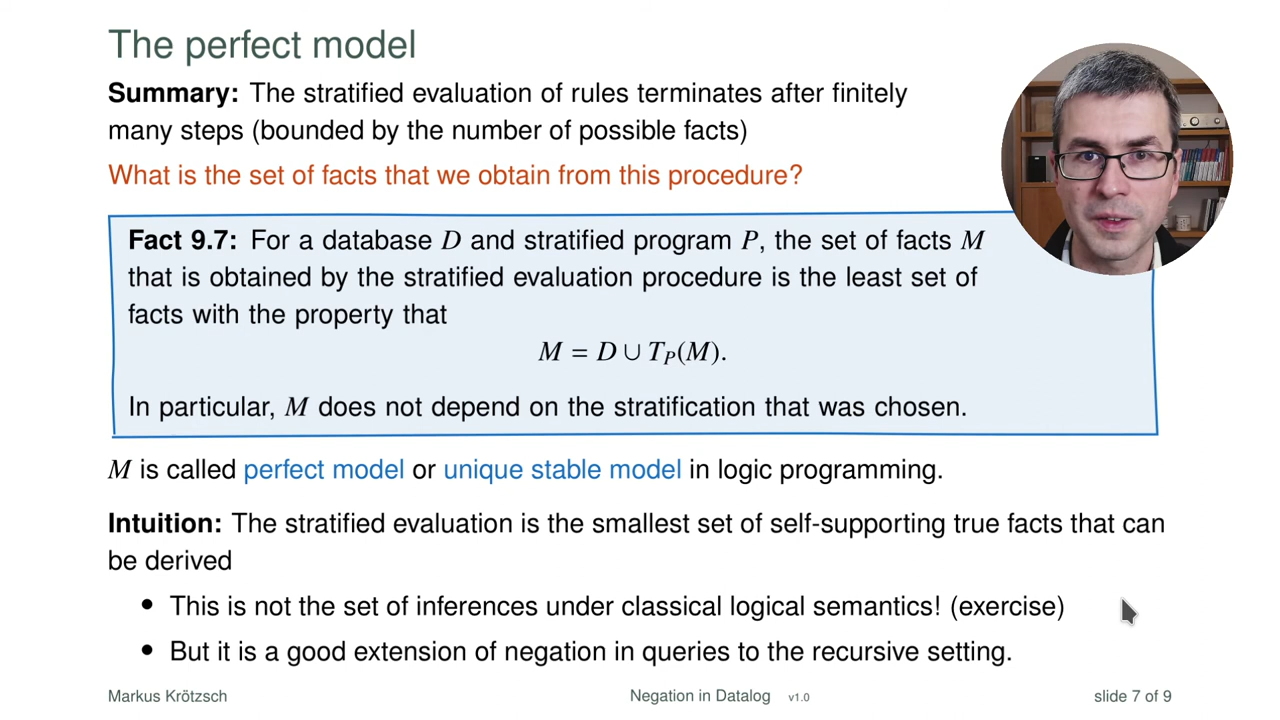 The perfect model
Summary: The stratified evaluation of rules terminates after finitely
many steps (bounded by the number of possible facts)
What is the set of facts that we obtain from this procedure?
Fact 9.7: For a database D and stratified program P, the set of facts M
that is obtained by the stratified evaluation procedure is the least set of
facts with the property that
M = D ∪ T_P(M).
In particular, M does not depend on the stratification that was chosen.
M is called perfect model or unique stable model in logic programming.
Intuition: The stratified evaluation is the smallest set of self-supporting true facts that can
be derived
• This is not the set of inferences under classical logical semantics! (exercise)
• But it is a good extension of negation in queries to the recursive setting.
Markus Krötzsch Negation in Datalog v1.0 slide 7 of 9